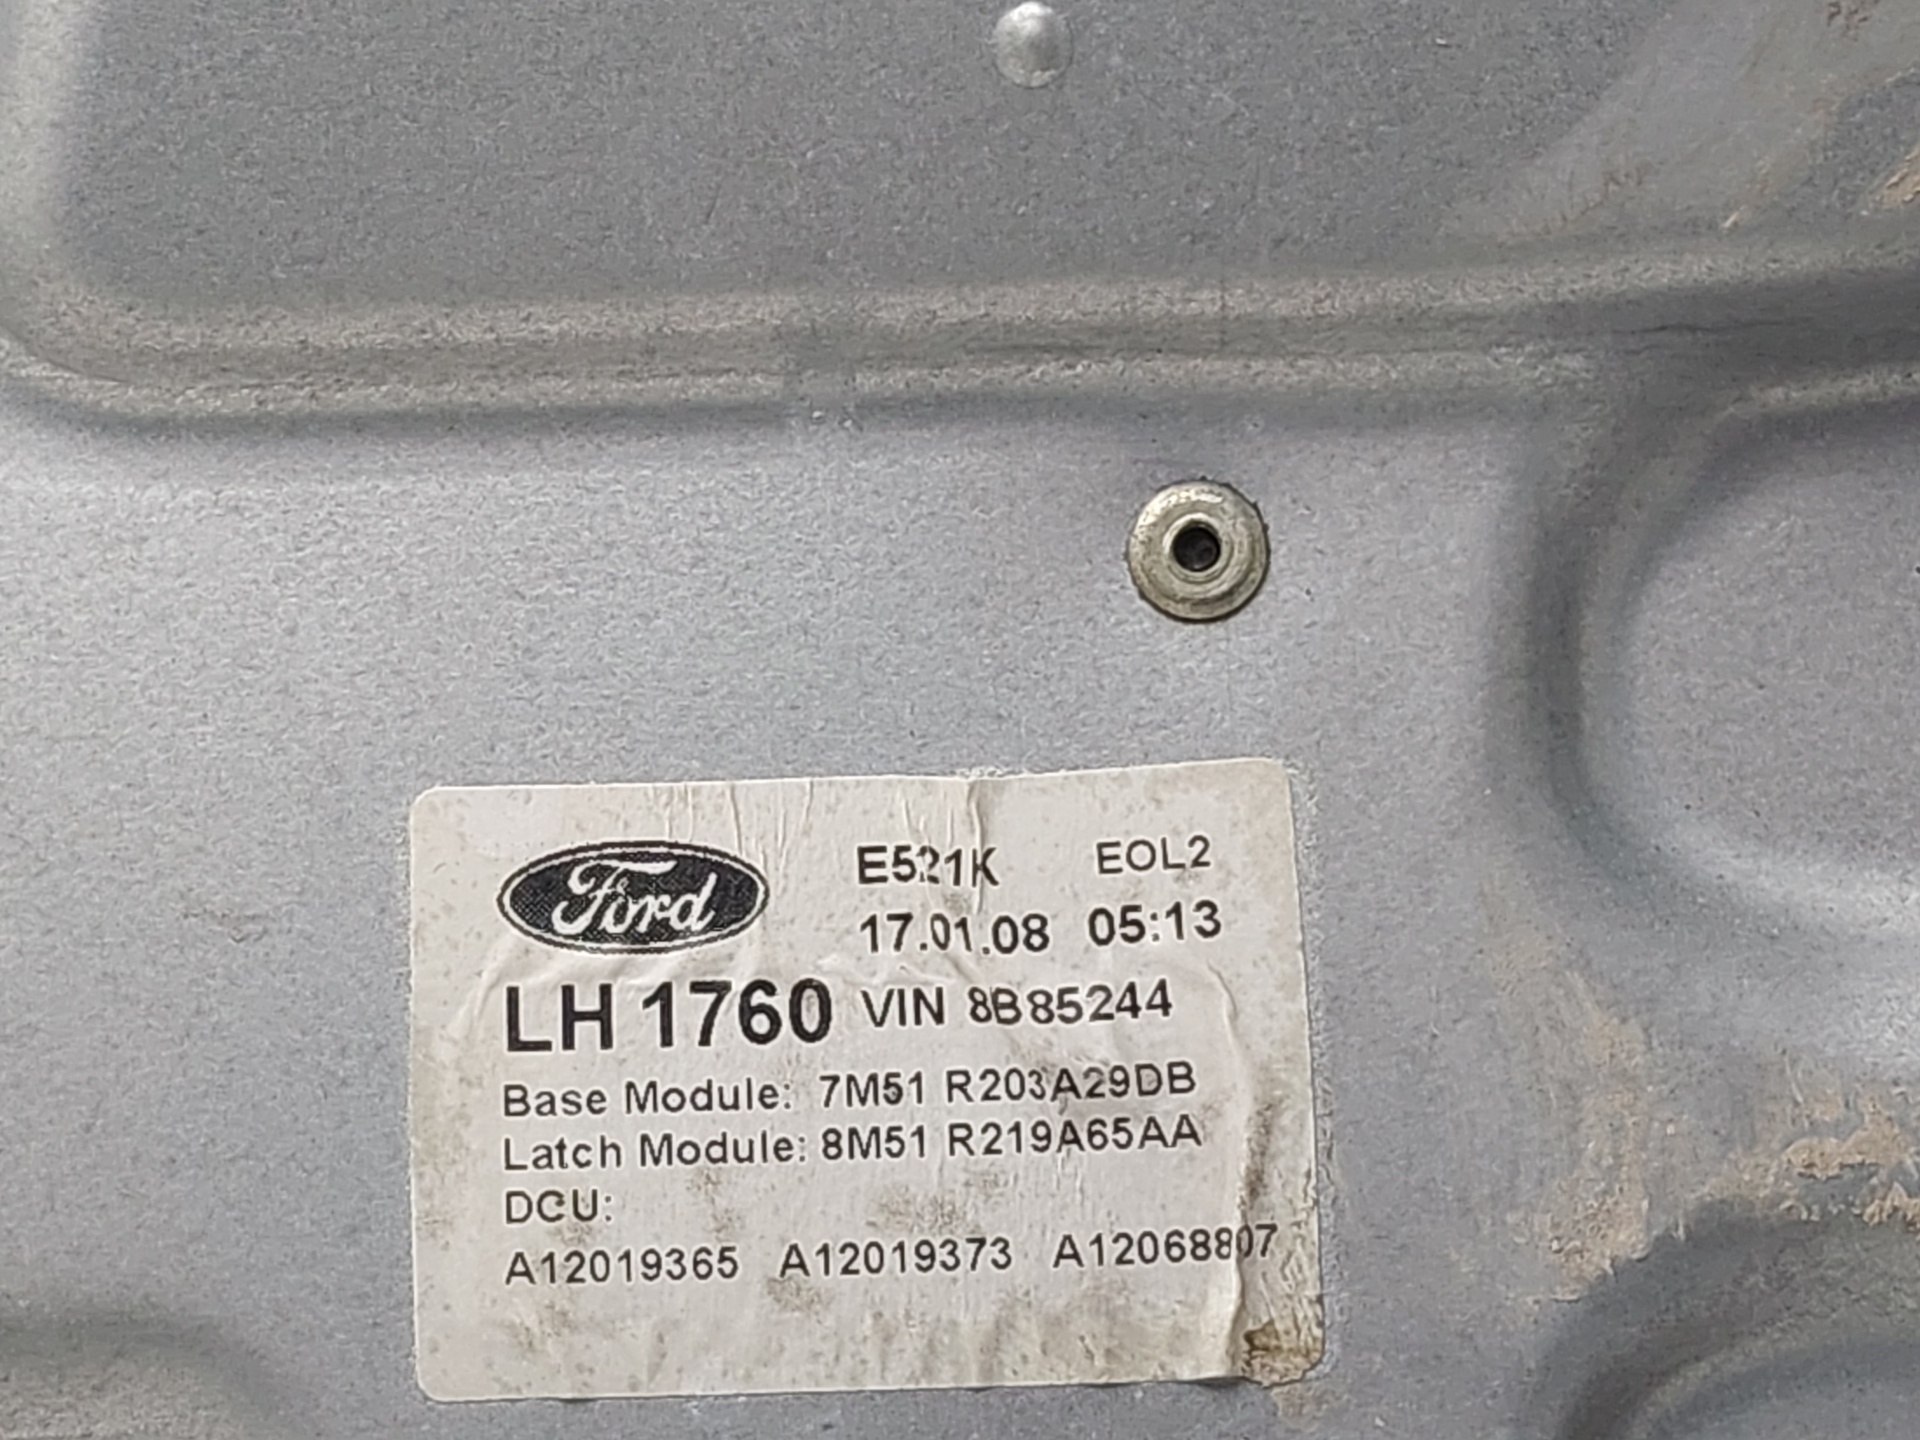 Ford E521K EOL2
17.01.08 05:13
LH 1760 VIN 8B85244
Base Module: 7M51 R203A29DB
Latch Module: 8M51 R219A65AA
DCU:
A12019365 A12019373 A12068807